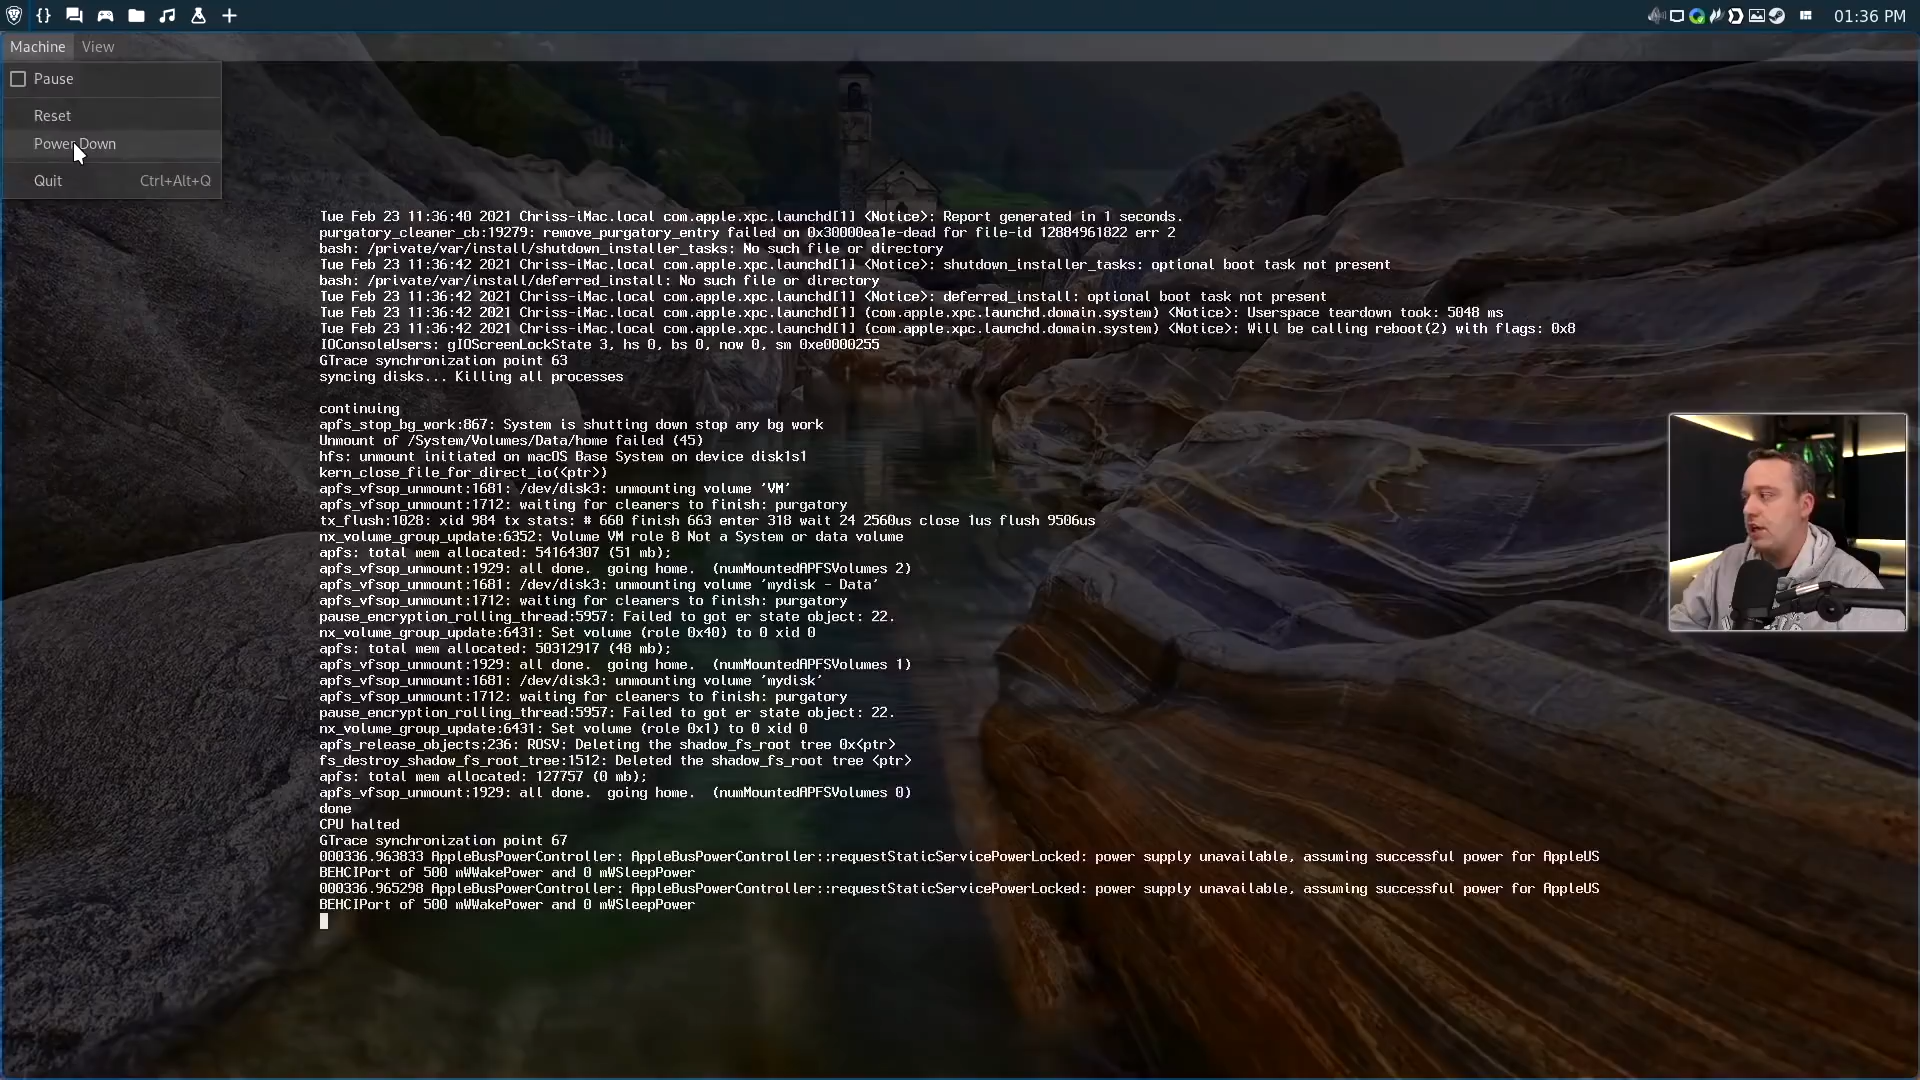 {} 01:36 PM
Machine View
Pause
Reset
Power Down
Quit Ctrl+Alt+Q
Tue Feb 23 11:36:40 2021 Chriss-iMac.local com.apple.xpc.launchd[1] <Notice>: Report generated in 1 seconds.
purgatory_cleaner_cb:19279: remove_purgatory_entry failed on 0x30000ea1e-dead for file-id 12884961822 err 2
bash: /private/var/install/shutdown_installer_tasks: No such file or directory
Tue Feb 23 11:36:42 2021 Chriss-iMac.local com.apple.xpc.launchd[1] <Notice>: shutdown_installer_tasks: optional boot task not present
bash: /private/var/install/deferred_install: No such file or directory
Tue Feb 23 11:36:42 2021 Chriss-iMac.local com.apple.xpc.launchd[1] <Notice>: deferred_install: optional boot task not present
Tue Feb 23 11:36:42 2021 Chriss-iMac.local com.apple.xpc.launchd[1] (com.apple.xpc.launchd.domain.system) <Notice>: Userspace teardown took: 5048 ms
Tue Feb 23 11:36:42 2021 Chriss-iMac.local com.apple.xpc.launchd[1] (com.apple.xpc.launchd.domain.system) <Notice>: Will be calling reboot(2) with flags: 0x8
IOConsoleUsers: gIOScreenLockState 3, hs 0, bs 0, now 0, sm 0xe0000255
GTrace synchronization point 63
syncing disks... Killing all processes
continuing
apfs_stop_bg_work:867: System is shutting down stop any bg work
Unmount of /System/Volumes/Data/home failed (45)
hfs: unmount initiated on macOS Base System on device disk1s1
kern_close_file_for_direct_io(<ptr>)
apfs_vfsop_unmount:1681: /dev/disk3: unmounting volume 'VM'
apfs_vfsop_unmount:1712: waiting for cleaners to finish: purgatory
tx_flush:1028: xid 984 tx stats: # 660 finish 663 enter 318 wait 24 2560us close 1us flush 9506us
nx_volume_group_update:6352: Volume VM role 8 Not a System or data volume
apfs: total mem allocated: 54164307 (51 mb);
apfs_vfsop_unmount:1929: all done.  going home.  (numMountedAPFSVolumes 2)
apfs_vfsop_unmount:1681: /dev/disk3: unmounting volume 'mydisk - Data'
apfs_vfsop_unmount:1712: waiting for cleaners to finish: purgatory
pause_encryption_rolling_thread:5957: Failed to got er state object: 22.
nx_volume_group_update:6431: Set volume (role 0x40) to 0 xid 0
apfs: total mem allocated: 50312917 (48 mb);
apfs_vfsop_unmount:1929: all done.  going home.  (numMountedAPFSVolumes 1)
apfs_vfsop_unmount:1681: /dev/disk3: unmounting volume 'mydisk'
apfs_vfsop_unmount:1712: waiting for cleaners to finish: purgatory
pause_encryption_rolling_thread:5957: Failed to got er state object: 22.
nx_volume_group_update:6431: Set volume (role 0x1) to 0 xid 0
apfs_release_objects:236: ROSV: Deleting the shadow_fs_root tree 0x<ptr>
fs_destroy_shadow_fs_root_tree:1512: Deleted the shadow_fs_root tree <ptr>
apfs: total mem allocated: 127757 (0 mb);
apfs_vfsop_unmount:1929: all done.  going home.  (numMountedAPFSVolumes 0)
done
CPU halted
GTrace synchronization point 67
000336.963833 AppleBusPowerController: AppleBusPowerController::requestStaticServicePowerLocked: power supply unavailable, assuming successful power for AppleUS
BEHCIPort of 500 mWWakePower and 0 mWSleepPower
000336.965298 AppleBusPowerController: AppleBusPowerController::requestStaticServicePowerLocked: power supply unavailable, assuming successful power for AppleUS
BEHCIPort of 500 mWWakePower and 0 mWSleepPower